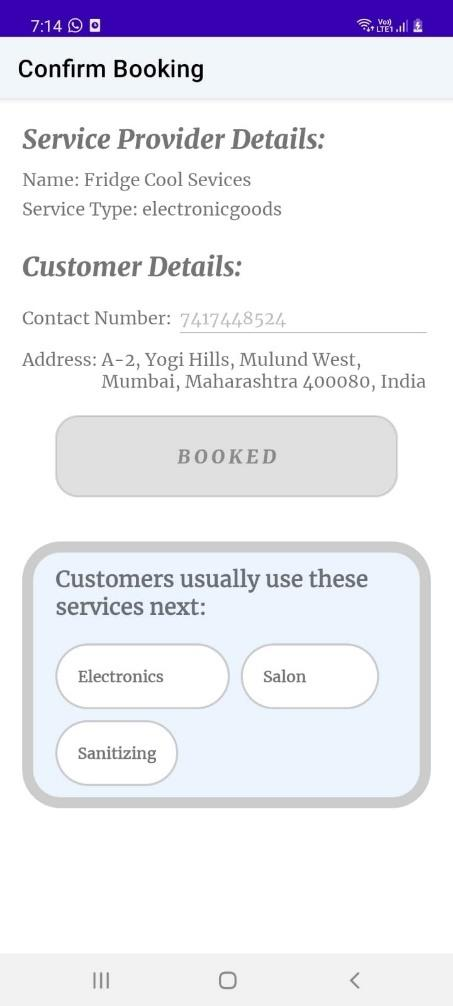 7:14
Vo)) LTE1
Confirm Booking
Service Provider Details:
Name: Fridge Cool Sevices
Service Type: electronicgoods
Customer Details:
Contact Number: 7417448524
Address: A-2, Yogi Hills, Mulund West,
Mumbai, Maharashtra 400080, India
BOOKED
Customers usually use these
services next:
Electronics
Salon
Sanitizing